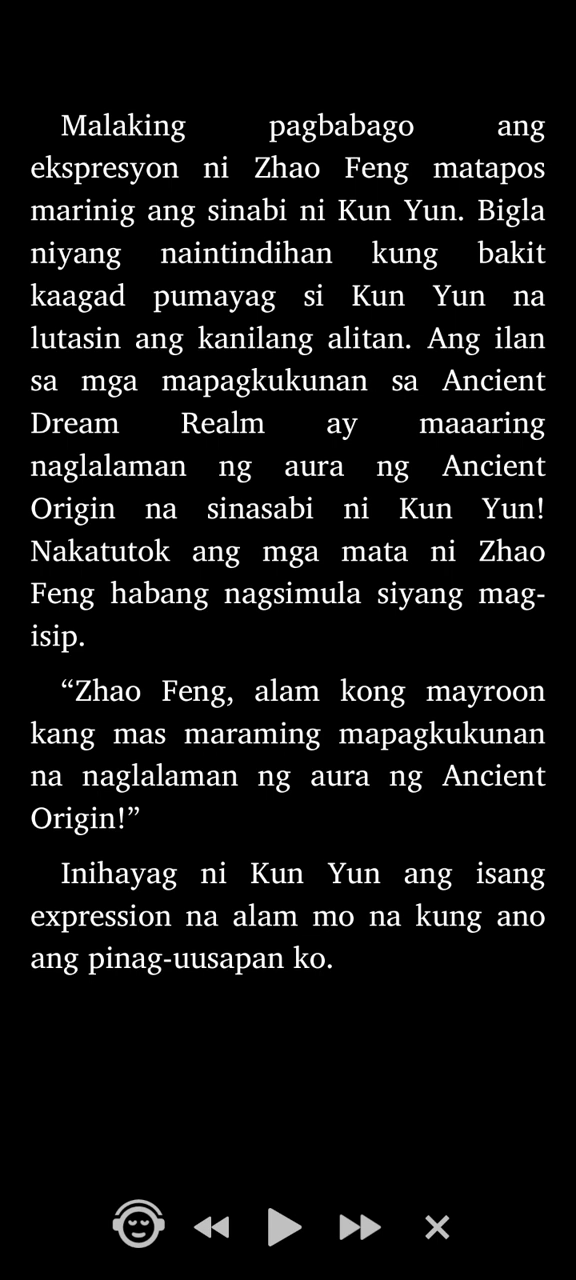 Malaking pagbabago ang
ekspresyon ni Zhao Feng matapos
marinig ang sinabi ni Kun Yun. Bigla
niyang naintindihan kung bakit
kaagad pumayag si Kun Yun na
lutasin ang kanilang alitan. Ang ilan
sa mga mapagkukunan sa Ancient
Dream Realm ay maaaring
naglalaman ng aura ng Ancient
Origin na sinasabi ni Kun Yun!
Nakatutok ang mga mata ni Zhao
Feng habang nagsimula siyang mag-
isip.
“Zhao Feng, alam kong mayroon
kang mas maraming mapagkukunan
na naglalaman ng aura ng Ancient
Origin!”
Inihayag ni Kun Yun ang isang
expression na alam mo na kung ano
ang pinag-uusapan ko.